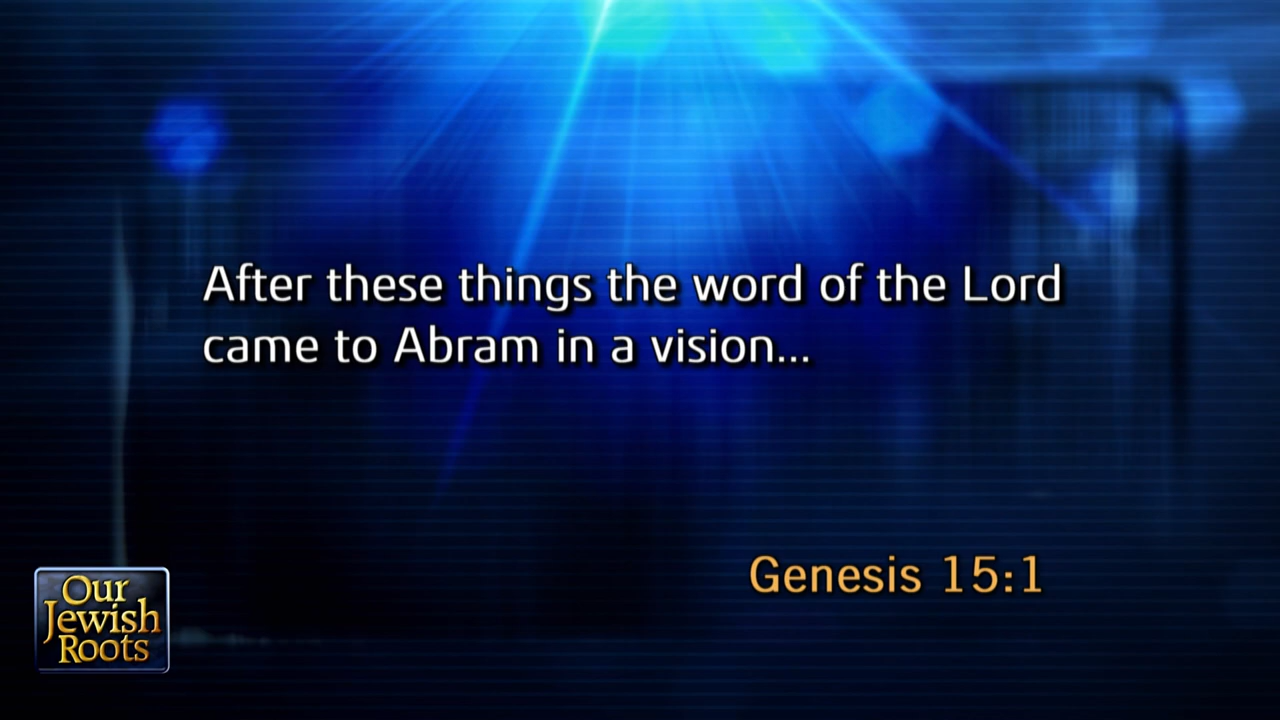 After these things the word of the Lord
came to Abram in a vision...
Genesis 15:1
Our
Jewish
Roots